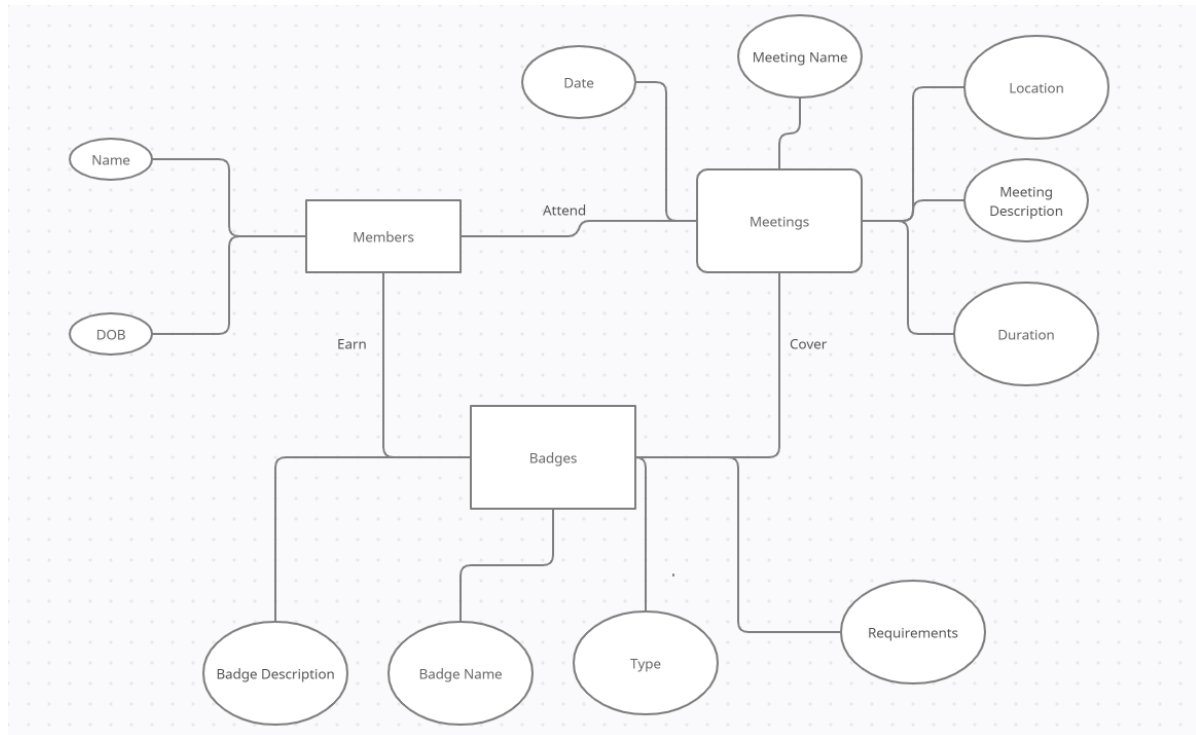 Meeting Name
Date
Location
Name
Meeting
Description
Attend
Meetings
Members
DOB
Duration
Earn
Cover
Badges
Requirements
Badge Description
Badge Name
Type